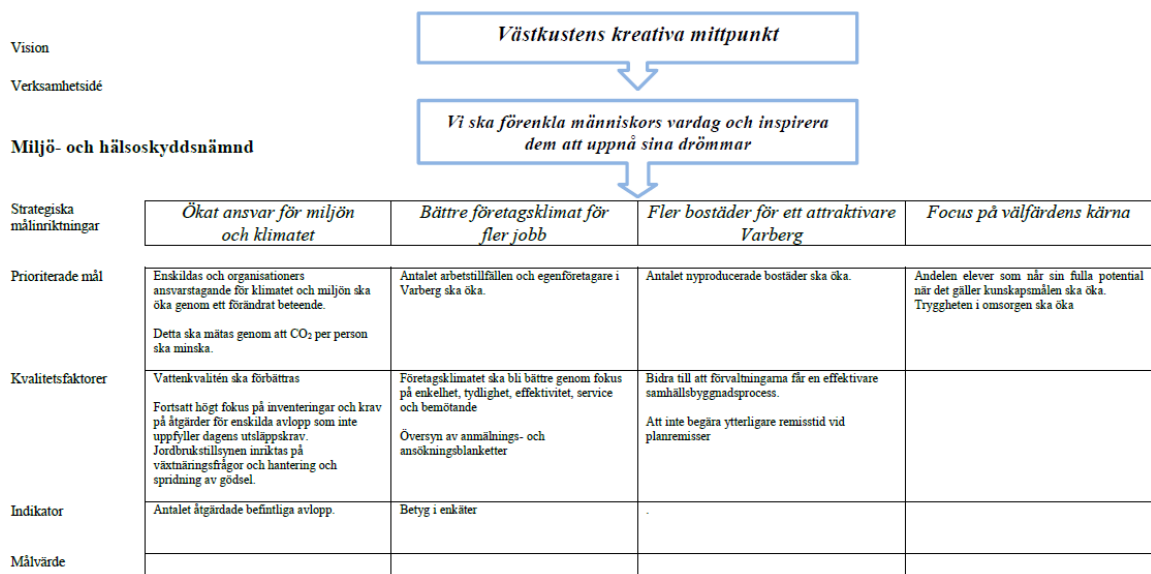 Västkustens kreativa mittpunkt
Vision
Verksamhetsidé
Vi ska förenkla människors vardag och inspirera
dem att uppnå sina drömmar
Miljö- och hälsoskyddsnämnd
Strategiska
målinriktningar
Ökat ansvar för miljön
och klimatet
Bättre företagsklimat för
fler jobb
Fler bostäder för ett attraktivare
Varberg
Focus på välfärdens kärna
Prioriterade mål
Enskildas och organisationers
ansvarstagande för klimatet och miljön ska
öka genom ett förändrat beteende.
Detta ska mätas genom att CO₂ per person
ska minska.
Antalet arbetstillfällen och egenföretagare i
Varberg ska öka.
Antalet nyproducerade bostäder ska öka.
Andelen elever som når sin fulla potential
när det gäller kunskapsmålen ska öka.
Tryggheten i omsorgen ska öka
Kvalitetsfaktorer
Vattenkvalitén ska förbättras
Fortsatt högt fokus på inventeringar och krav
på åtgärder för enskilda avlopp som inte
uppfyller dagens utsläppskrav.
Jordbrukstillsynen inriktas på
växtnäringsfrågor och hantering och
spridning av gödsel.
Företagsklimatet ska bli bättre genom fokus
på enkelhet, tydlighet, effektivitet, service
och bemötande
Översyn av anmälnings- och
ansökningsblanketter
Bidra till att förvaltningarna får en effektivare
samhällsbyggnadsprocess.
Att inte begära ytterligare remisstid vid
planremisser
Indikator
Antalet åtgärdade befintliga avlopp.
Betyg i enkäter
.
Målvärde